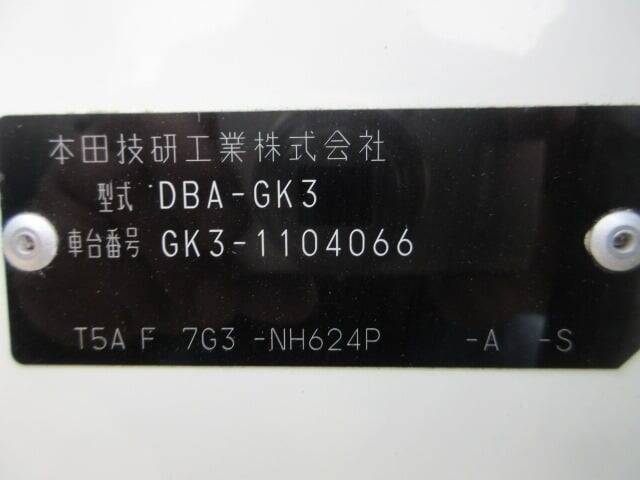 本田技研工業株式会社
型式 DBA-GK3
車台番号 GK3-1104066
T5A F 7G3 -NH624P -A -S